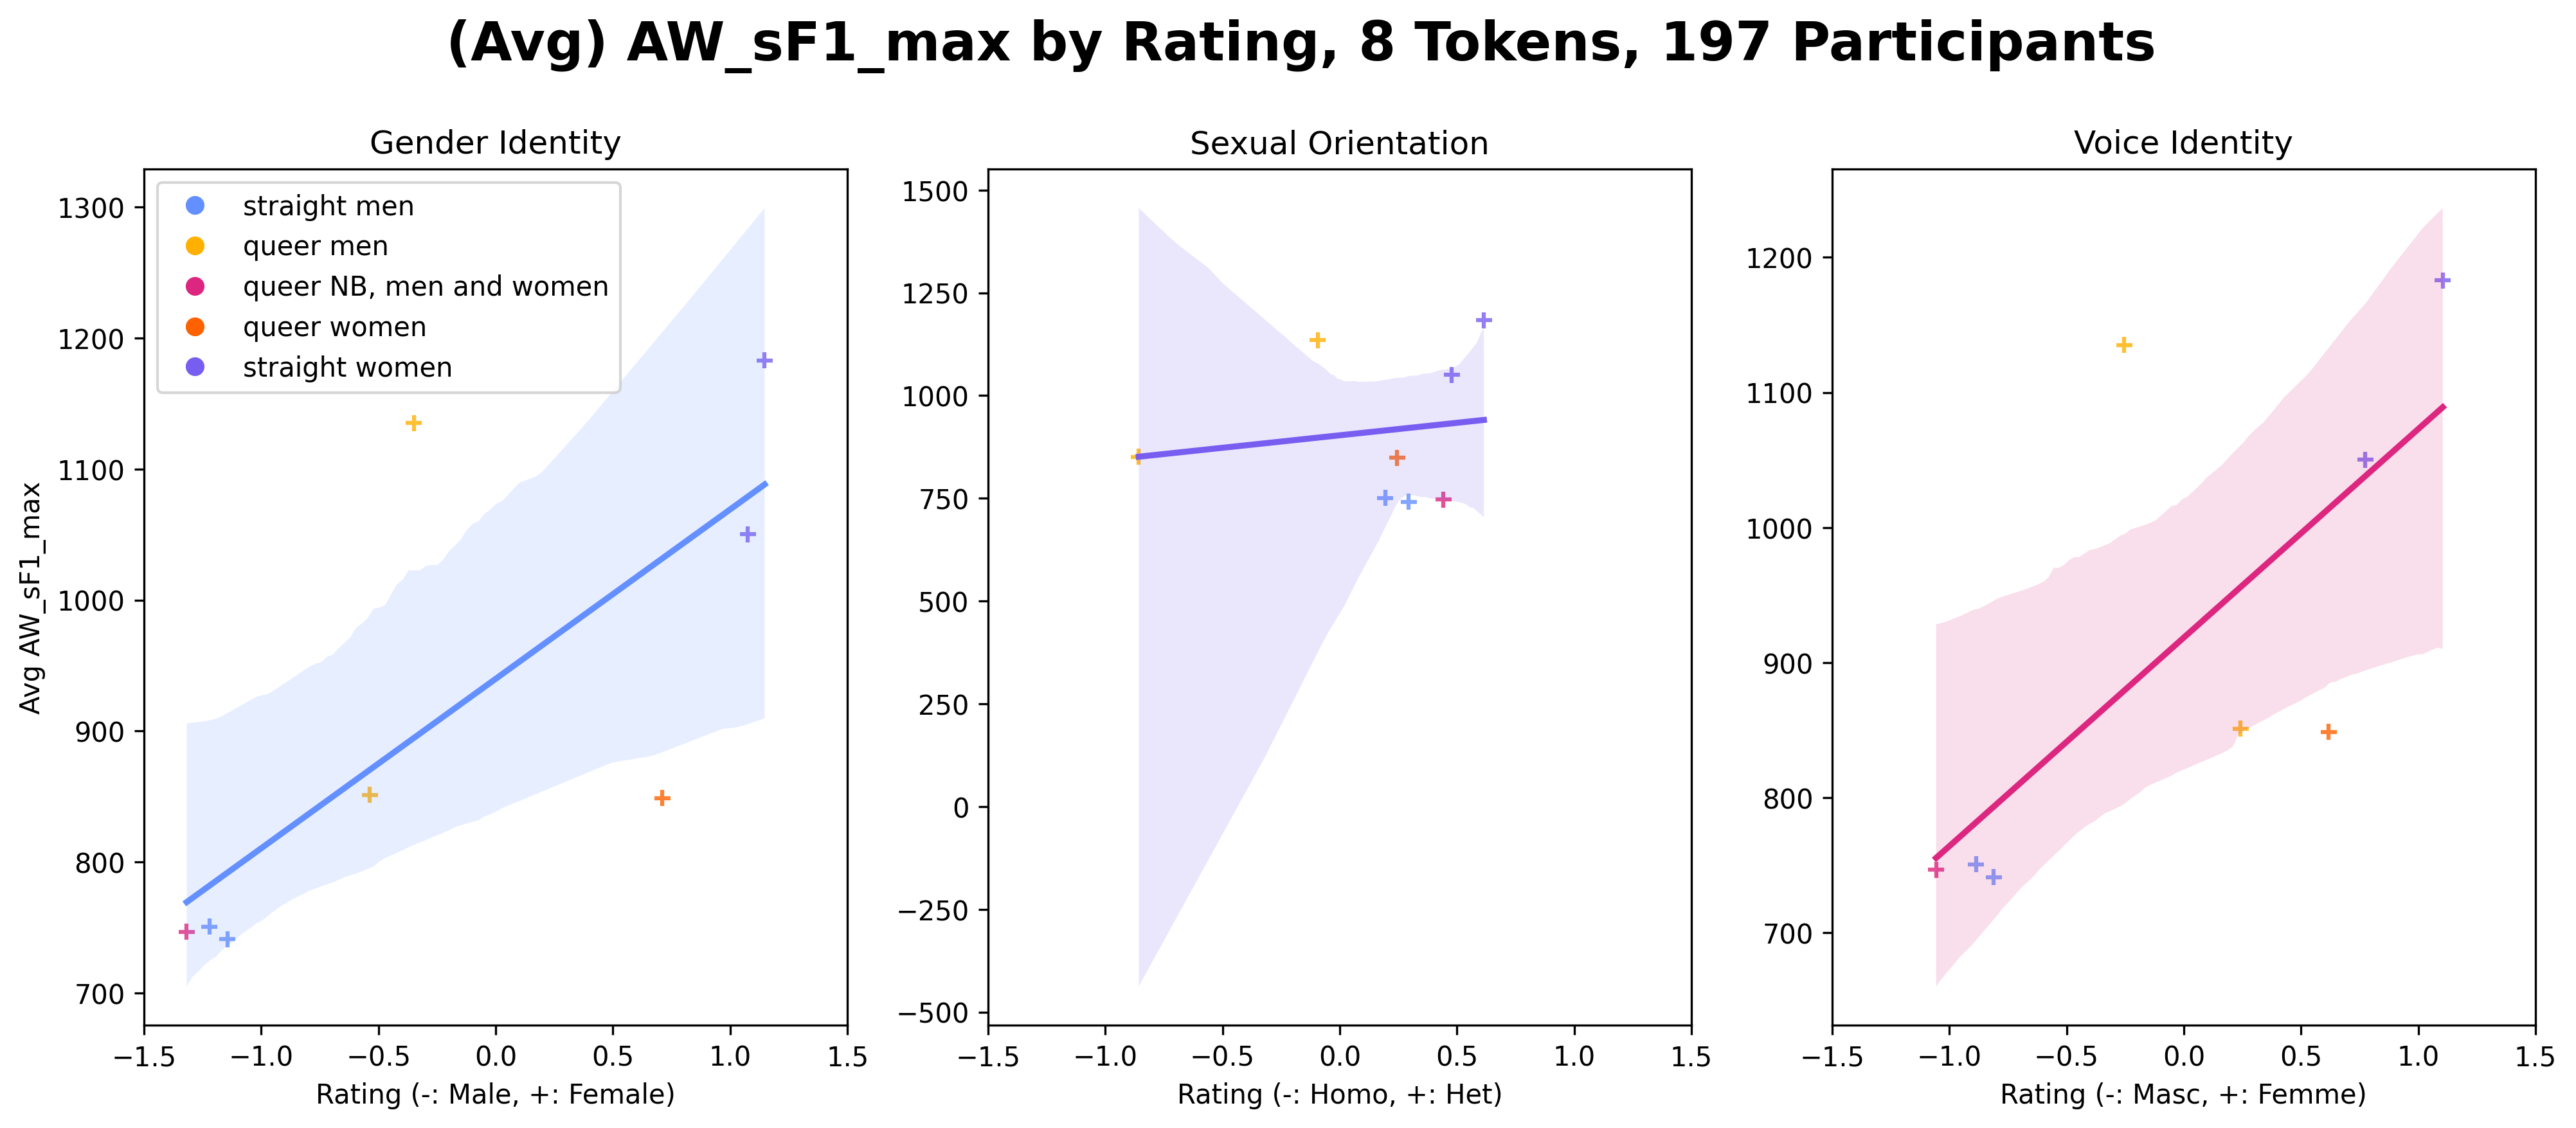 (Avg) AW_sF1_max by Rating, 8 Tokens, 197 Participants
Gender Identity
Avg AW_sF1_max
1300
1200
1100
1000
900
800
700
straight men
queer men
queer NB, men and women
queer women
straight women
−1.5 −1.0 −0.5 0.0 0.5 1.0 1.5
Rating (-: Male, +: Female)
Sexual Orientation
1500
1250
1000
750
500
250
0
−250
−500
−1.5 −1.0 −0.5 0.0 0.5 1.0 1.5
Rating (-: Homo, +: Het)
Voice Identity
1200
1100
1000
900
800
700
−1.5 −1.0 −0.5 0.0 0.5 1.0 1.5
Rating (-: Masc, +: Femme)